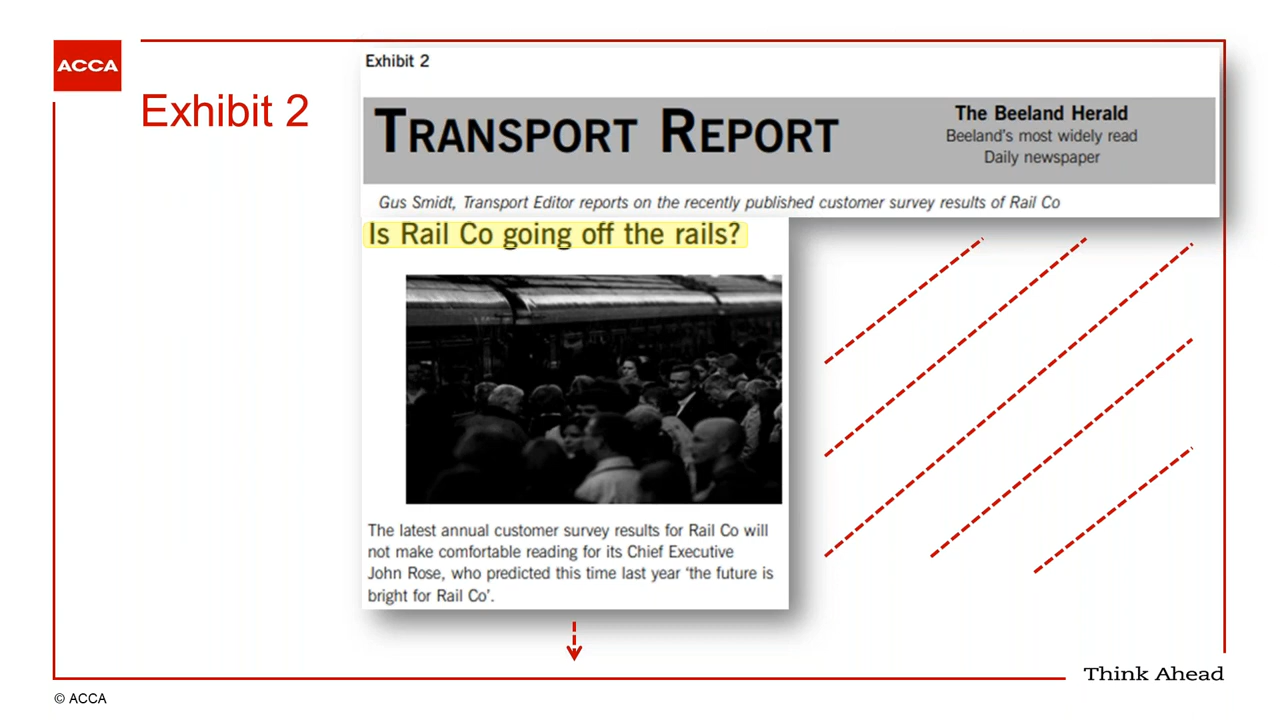 ACCA
Exhibit 2
Exhibit 2
TRANSPORT REPORT
The Beeland Herald
Beeland's most widely read
Daily newspaper
Gus Smidt, Transport Editor reports on the recently published customer survey results of Rail Co
Is Rail Co going off the rails?
The latest annual customer survey results for Rail Co will
not make comfortable reading for its Chief Executive
John Rose, who predicted this time last year 'the future is
bright for Rail Co'.
Think Ahead
© ACCA